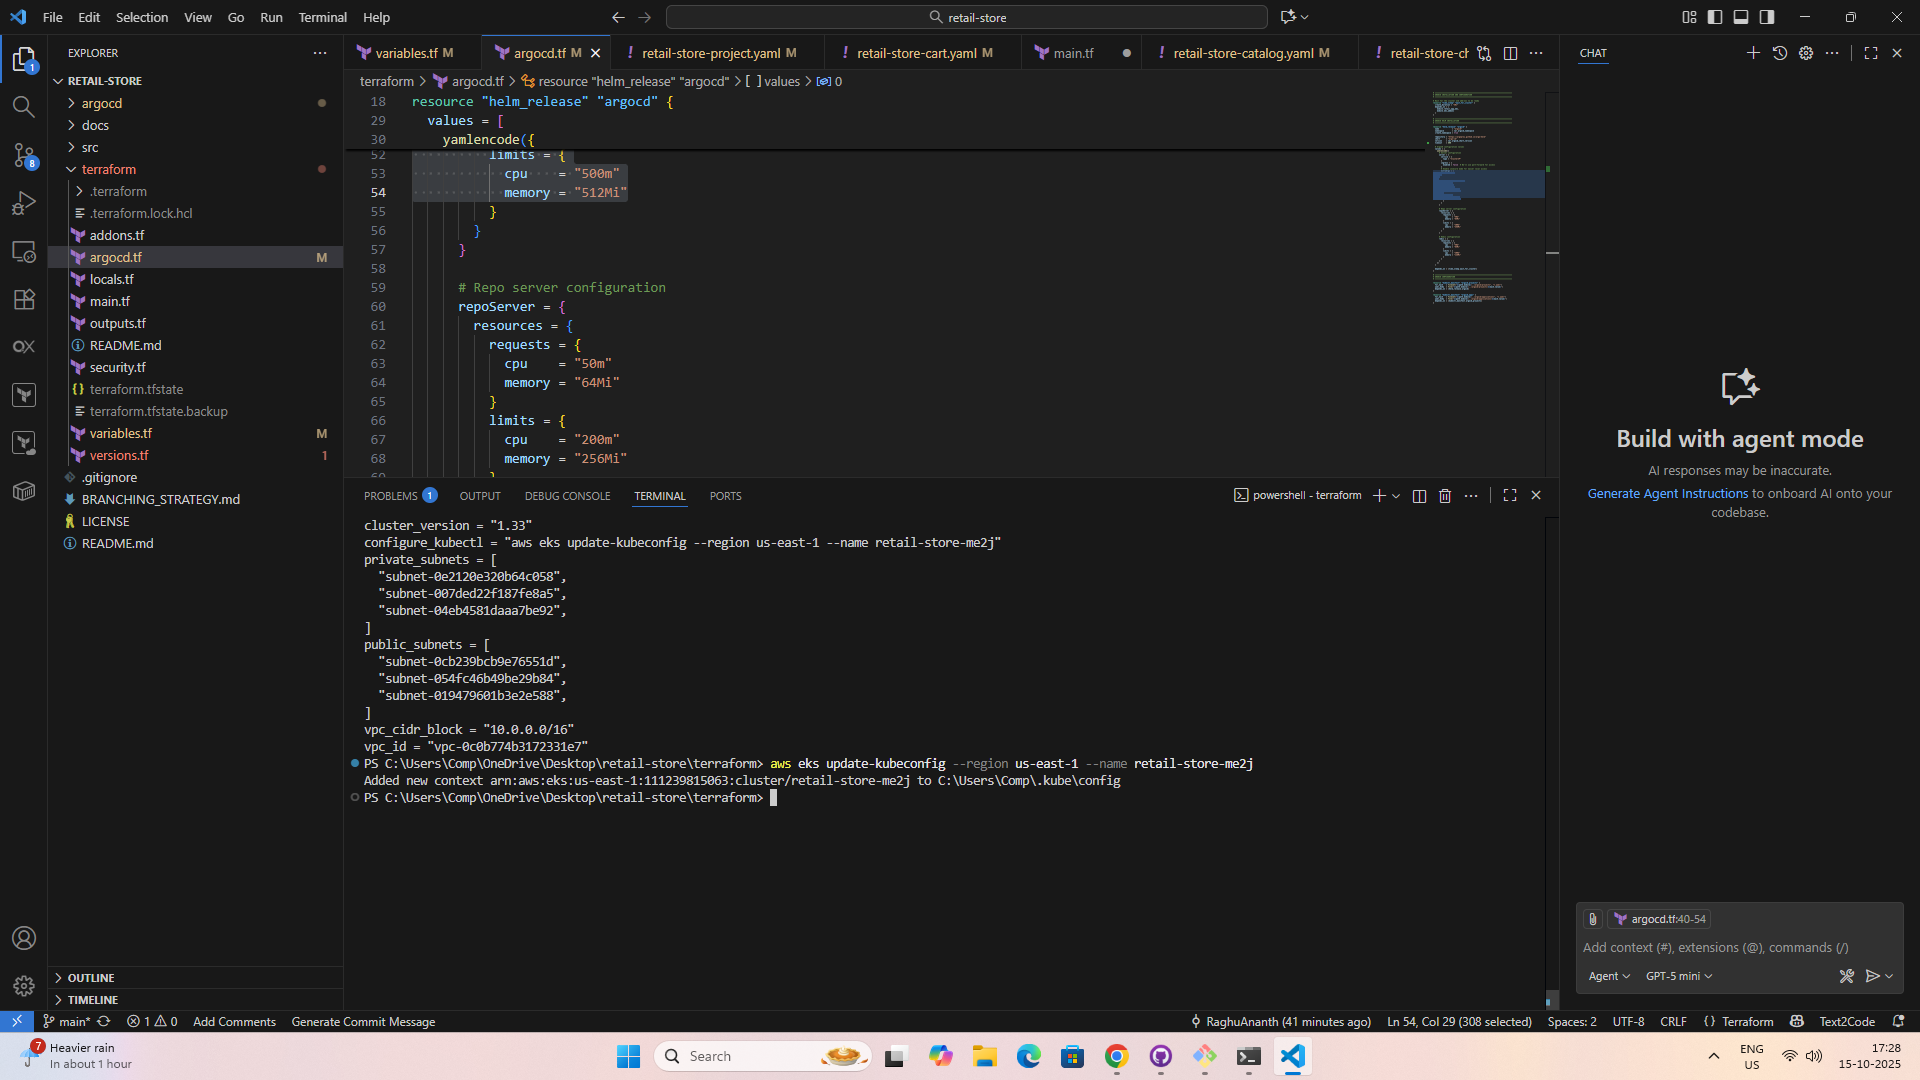 File Edit Selection View Go Run Terminal Help
retail-store
EXPLORER
RETAIL-STORE
argocd
docs
src
terraform
.terraform
.terraform.lock.hcl
addons.tf
argocd.tf M
locals.tf
main.tf
outputs.tf
README.md
security.tf
terraform.tfstate
terraform.tfstate.backup
variables.tf M
versions.tf 1
.gitignore
BRANCHING_STRATEGY.md
LICENSE
README.md
OUTLINE
TIMELINE
1
8
variables.tf M argocd.tf M retail-store-project.yaml M retail-store-cart.yaml M main.tf retail-store-catalog.yaml M retail-store-ch
terraform > argocd.tf > resource "helm_release" "argocd" > [ ] values > 0
18 resource "helm_release" "argocd" {
29 values = [
30 yamlencode({
52 limits = {
53 cpu = "500m"
54 memory = "512Mi"
55 }
56 }
57 }
58
59 # Repo server configuration
60 repoServer = {
61 resources = {
62 requests = {
63 cpu = "50m"
64 memory = "64Mi"
65 }
66 limits = {
67 cpu = "200m"
68 memory = "256Mi"
69 }
PROBLEMS 1 OUTPUT DEBUG CONSOLE TERMINAL PORTS
powershell - terraform
cluster_version = "1.33"
configure_kubectl = "aws eks update-kubeconfig --region us-east-1 --name retail-store-me2j"
private_subnets = [
"subnet-0e2120e320b64c058",
"subnet-007ded22f187fe8a5",
"subnet-04eb4581daaa7be92",
]
public_subnets = [
"subnet-0cb239bcb9e76551d",
"subnet-054fc46b49be29b84",
"subnet-019479601b3e2e588",
]
vpc_cidr_block = "10.0.0.0/16"
vpc_id = "vpc-0c0b774b3172331e7"
PS C:\Users\Comp\OneDrive\Desktop\retail-store\terraform> aws eks update-kubeconfig --region us-east-1 --name retail-store-me2j
Added new context arn:aws:eks:us-east-1:111239815063:cluster/retail-store-me2j to C:\Users\Comp\.kube\config
PS C:\Users\Comp\OneDrive\Desktop\retail-store\terraform>
CHAT
Build with agent mode
AI responses may be inaccurate.
Generate Agent Instructions to onboard AI onto your
codebase.
argocd.tf:40-54
Add context (#), extensions (@), commands (/)
Agent GPT-5 mini
main* 1 0 Add Comments Generate Commit Message
RaghuAnanth (41 minutes ago) Ln 54, Col 29 (308 selected) Spaces: 2 UTF-8 CRLF Terraform Text2Code
7
Heavier rain
In about 1 hour
Search
ENG
US
17:28
15-10-2025